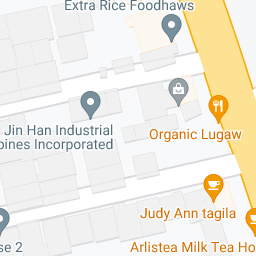 Extra Rice Foodhaws
Jin Han Industrial
pines Incorporated
Organic Lugaw
Judy Ann tagila
se 2
Arlistea Milk Tea Ho